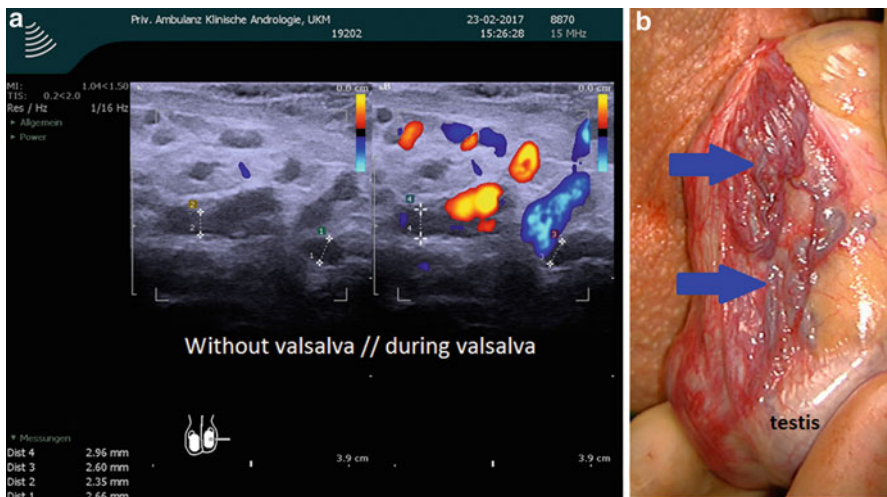 a
Priv. Ambulanz Klinische Andrologie, UKM
23-02-2017
8870
19202
15:26:28
15 MHz
MI: 1.04<1.50
TIS: 0.2<2.0
Res / Hz 1/16 Hz
Allgemein
Power
0.0 cm
0.0 cm
2
2
1
1
4
4
3
Without valsalva // during valsalva
3.9 cm
3.9 cm
Messungen
Dist 4 2.96 mm
Dist 3 2.60 mm
Dist 2 2.35 mm
Dist 1 2.66 mm
b
testis